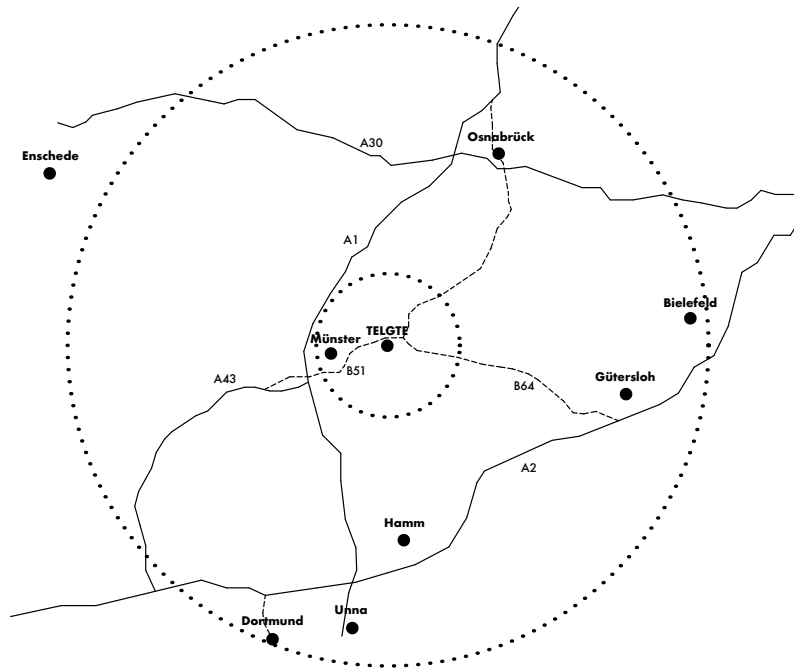 Osnabrück
A30
Enschede
A1
Bielefeld
TELGTE
Münster
B51
A43
Gütersloh
B64
A2
Hamm
Unna
Dortmund